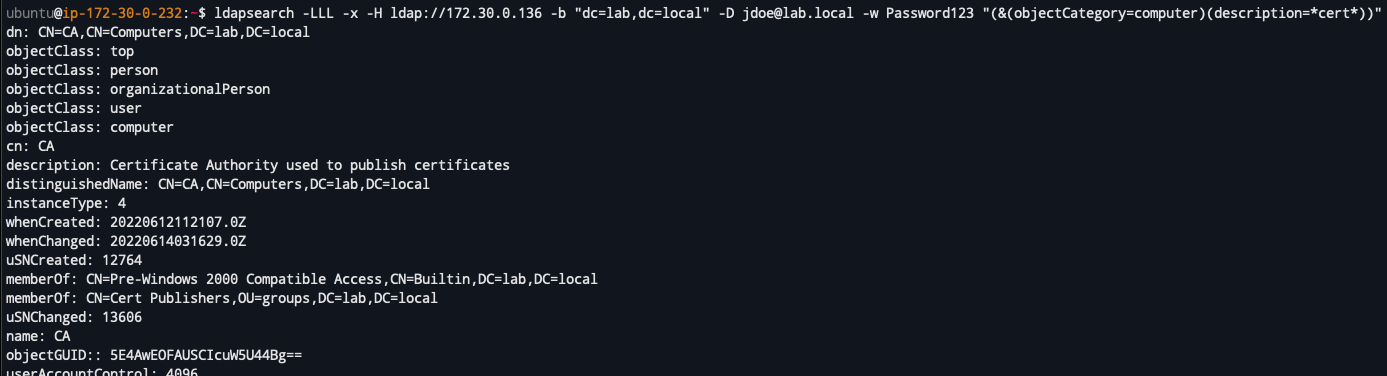 ubuntu@ip-172-30-0-232:~$ ldapsearch -LLL -x -H ldap://172.30.0.136 -b "dc=lab,dc=local" -D jdoe@lab.local -w Password123 "(&(objectCategory=computer)(description=*cert*))"
dn: CN=CA,CN=Computers,DC=lab,DC=local
objectClass: top
objectClass: person
objectClass: organizationalPerson
objectClass: user
objectClass: computer
cn: CA
description: Certificate Authority used to publish certificates
distinguishedName: CN=CA,CN=Computers,DC=lab,DC=local
instanceType: 4
whenCreated: 20220612112107.0Z
whenChanged: 20220614031629.0Z
uSNCreated: 12764
memberOf: CN=Pre-Windows 2000 Compatible Access,CN=Builtin,DC=lab,DC=local
memberOf: CN=Cert Publishers,OU=groups,DC=lab,DC=local
uSNChanged: 13606
name: CA
objectGUID:: 5E4AwEOFAUSCIcuW5U44Bg==
userAccountControl: 4096